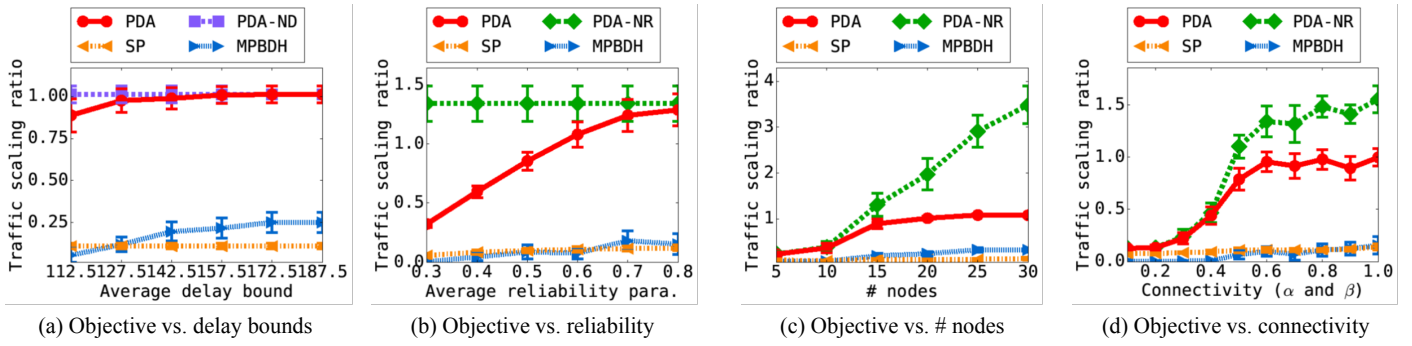 PDA PDA-ND
SP MPBDH
Traffic scaling ratio
1.00
0.75
0.50
0.25
112.5127.5142.5157.5172.5187.5
Average delay bound
(a) Objective vs. delay bounds
PDA PDA-NR
SP MPBDH
Traffic scaling ratio
1.5
1.0
0.5
0.0
0.3 0.4 0.5 0.6 0.7 0.8
Average reliability para.
(b) Objective vs. reliability
PDA PDA-NR
SP MPBDH
Traffic scaling ratio
4
3
2
1
5 10 15 20 25 30
# nodes
(c) Objective vs. # nodes
PDA PDA-NR
SP MPBDH
Traffic scaling ratio
1.5
1.0
0.5
0.0
0.2 0.4 0.6 0.8 1.0
Connectivity (α and β)
(d) Objective vs. connectivity